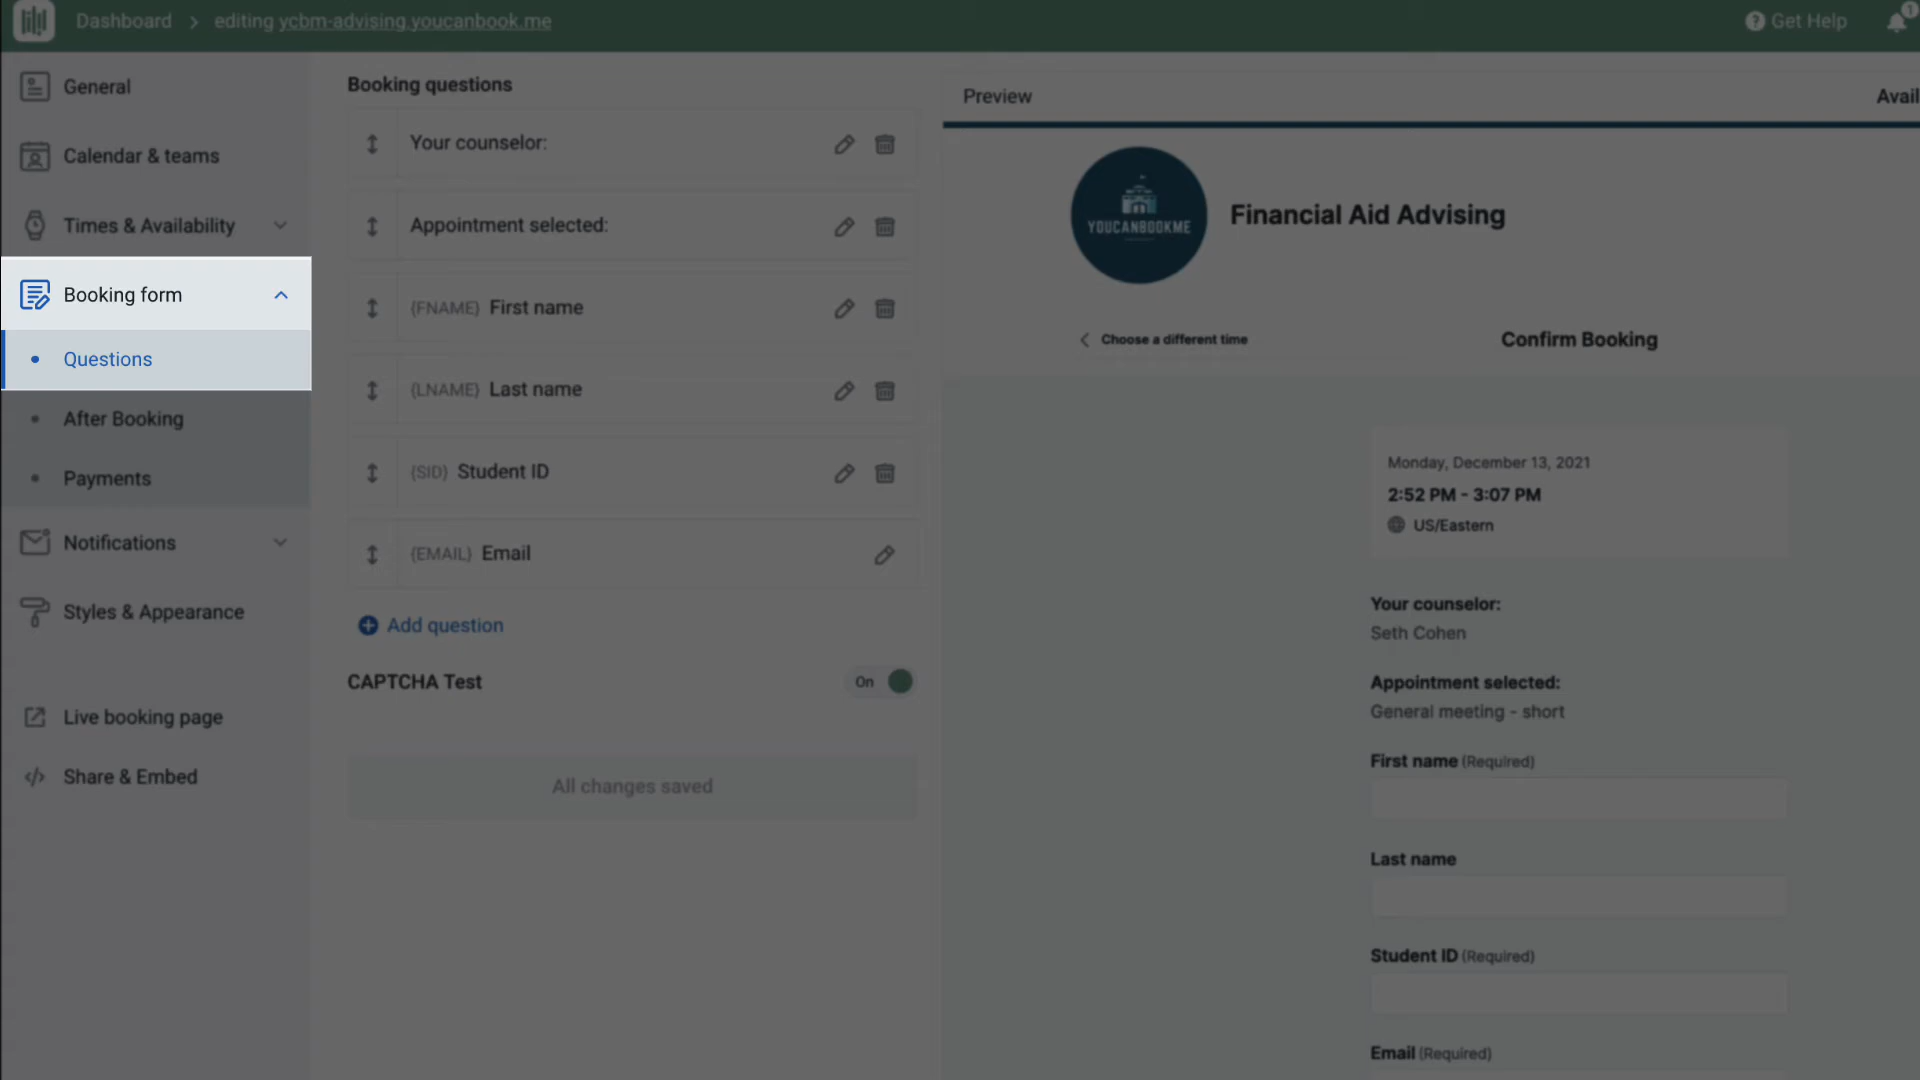 Dashboard > editing ycbm-advising.youcanbook.me
Get Help
1
General
Calendar & teams
Times & Availability
Booking form
Questions
After Booking
Payments
Notifications
Styles & Appearance
Live booking page
Share & Embed
Booking questions
Your counselor:
Appointment selected:
{FNAME} First name
{LNAME} Last name
{SID} Student ID
{EMAIL} Email
Add question
CAPTCHA Test
On
All changes saved
Preview
Avail
YOUCANBOOKME
Financial Aid Advising
Choose a different time
Confirm Booking
Monday, December 13, 2021
2:52 PM - 3:07 PM
US/Eastern
Your counselor:
Seth Cohen
Appointment selected:
General meeting - short
First name (Required)
Last name
Student ID (Required)
Email (Required)